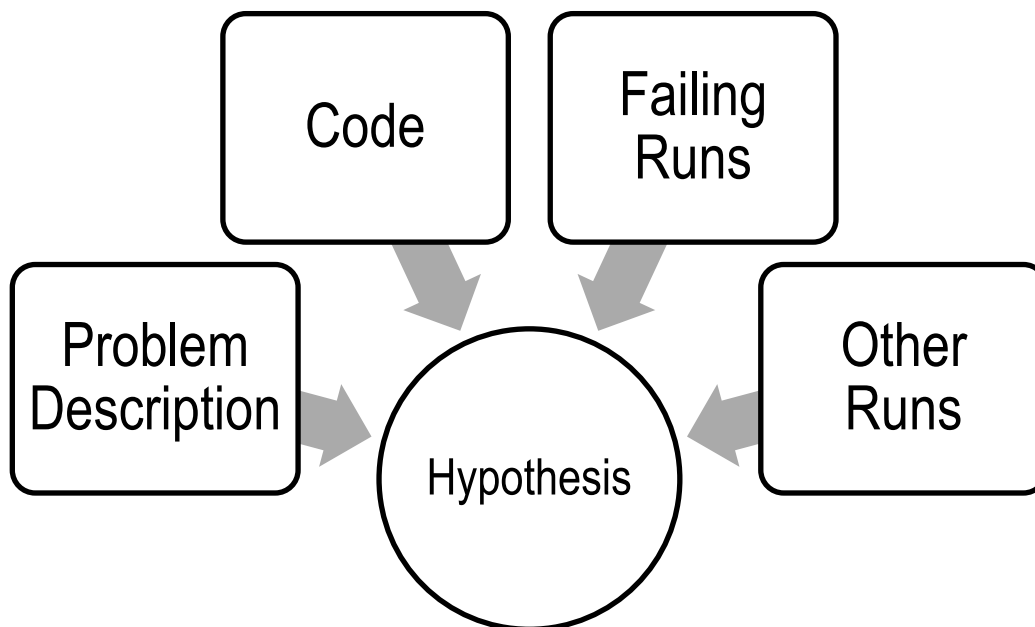 Code
Failing
Runs
Problem
Description
Other
Runs
Hypothesis